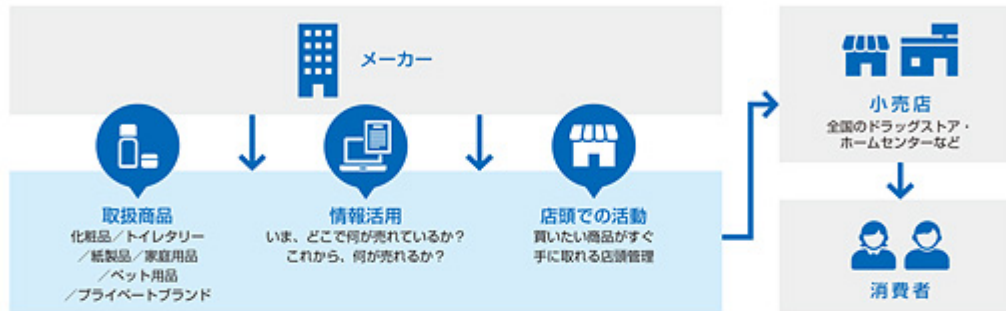 メーカー
取扱商品
化粧品／トイレタリー
／紙製品／家庭用品
／ペット用品
／プライベートブランド
情報活用
いま、どこで何が売れているか？
これから、何が売れるか？
店頭での活動
買いたい商品がすぐ
手に取れる店頭管理
小売店
全国のドラッグストア・
ホームセンターなど
消費者